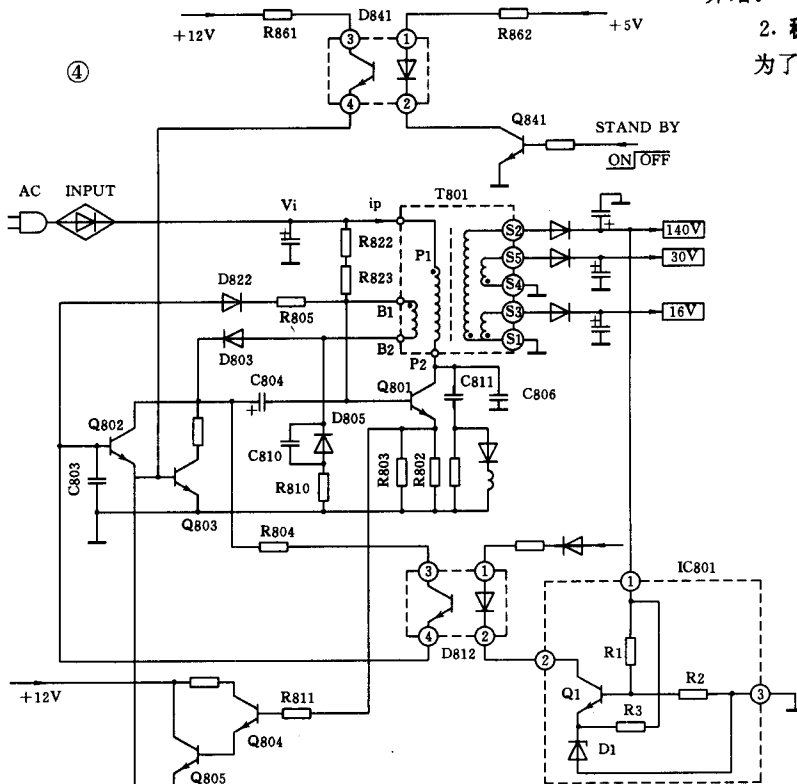 D841
+12V
R861
3
1
R862
+5V
④
4
2
2.
为了
Q841
STAND BY
ON OFF
AC
INPUT
Vi
ip
T801
R822
R823
P1
S2
140V
S5
30V
S4
S3
16V
S1
D822
R805
B1
D803
B2
P2
C804
Q801
C811
C806
Q802
D805
C810
C803
R810
R803
R802
Q803
R804
IC801
3
1
1
4
2
D812
2
R1
R2
3
Q1
R3
D1
+12V
R811
Q804
Q805